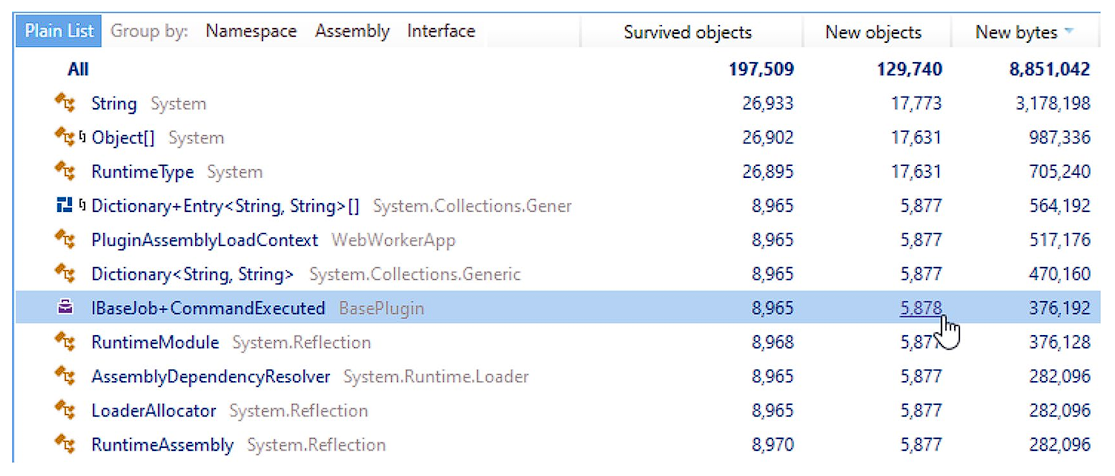 Plain List Group by: Namespace Assembly Interface Survived objects New objects New bytes
All 197,509 129,740 8,851,042
String System 26,933 17,773 3,178,198
Object[] System 26,902 17,631 987,336
RuntimeType System 26,895 17,631 705,240
Dictionary+Entry<String, String>[] System.Collections.Gener 8,965 5,877 564,192
PluginAssemblyLoadContext WebWorkerApp 8,965 5,877 517,176
Dictionary<String, String> System.Collections.Generic 8,965 5,877 470,160
IBaseJob+CommandExecuted BasePlugin 8,965 5,878 376,192
RuntimeModule System.Reflection 8,968 5,877 376,128
AssemblyDependencyResolver System.Runtime.Loader 8,965 5,877 282,096
LoaderAllocator System.Reflection 8,965 5,877 282,096
RuntimeAssembly System.Reflection 8,970 5,877 282,096